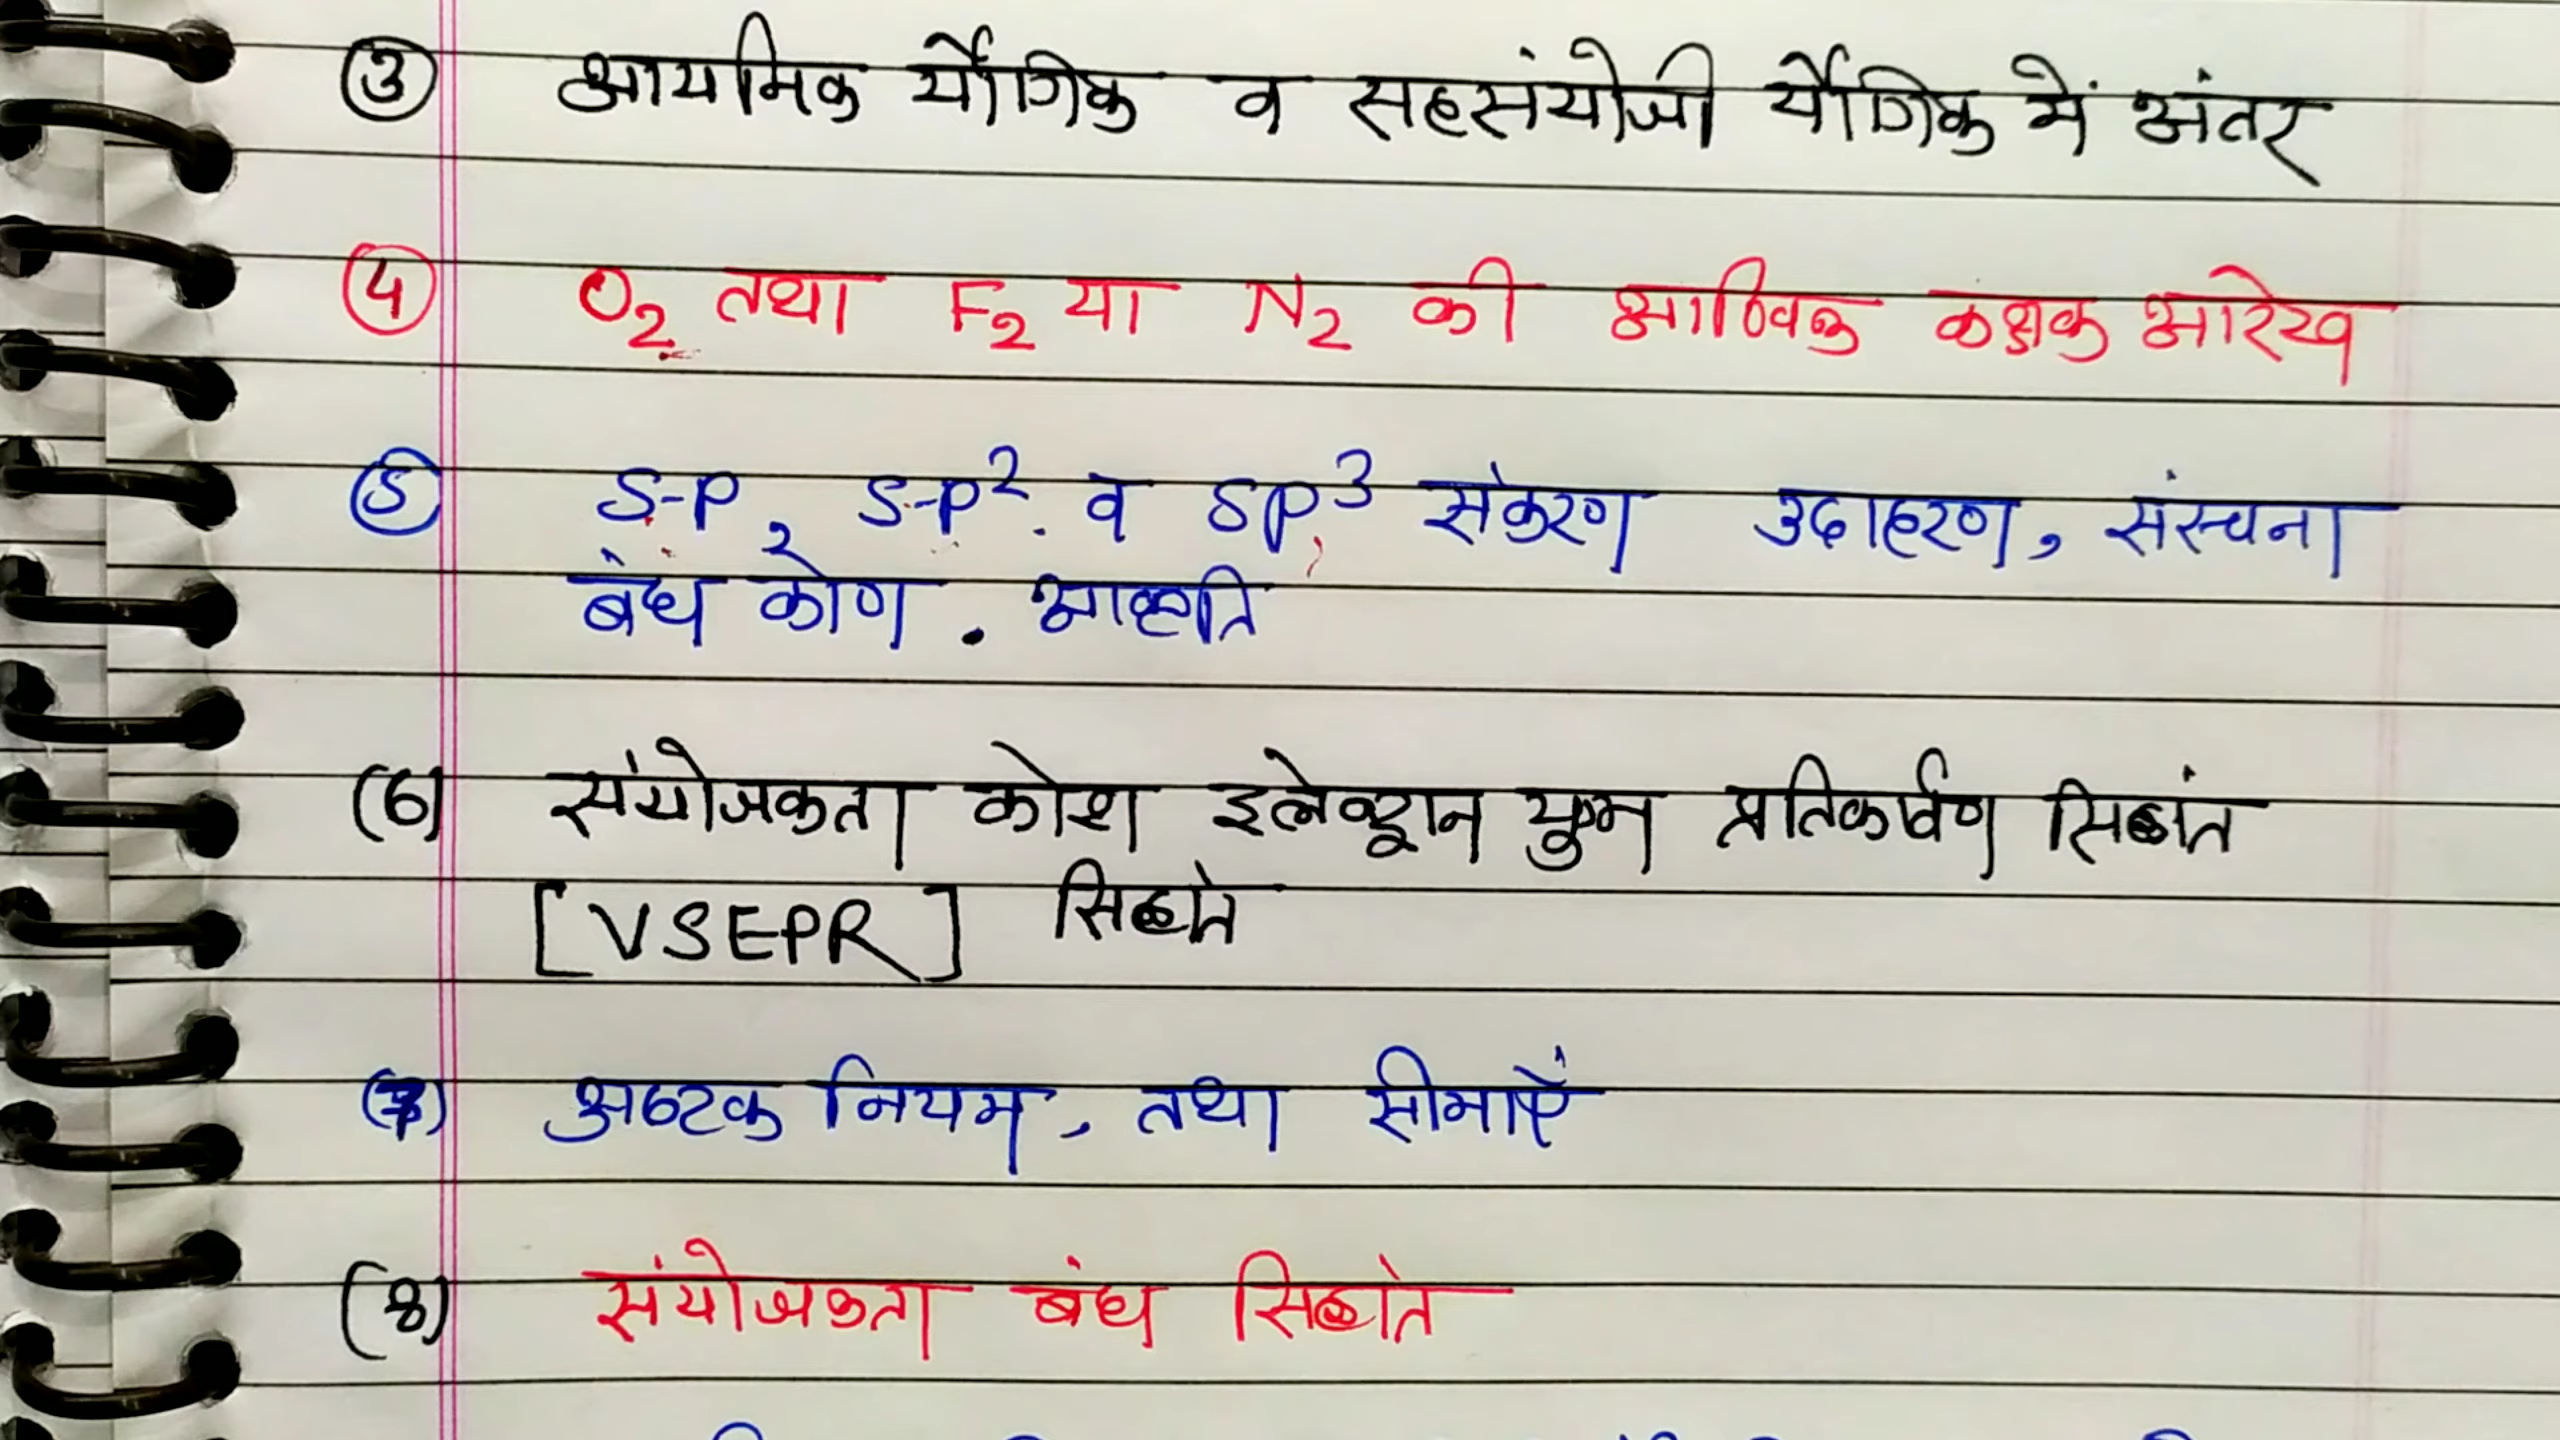 ③ आयनिक यौगिक व सहसंयोजी यौगिक में अंतर
④ O₂ तथा F₂ या N₂ की आण्विक कक्षक आरेख
⑤ S-P, S-P² व SP³ संकरण उदाहरण, संरचना
बंध कोण . आकृति
(6) संयोजकता कोश इलेक्ट्रान युग्म प्रतिकर्षण सिद्धांत
[VSEPR] सिद्धांत
(7) अष्टक नियम, तथा सीमाएँ
(8) संयोजकता बंध सिद्धांत